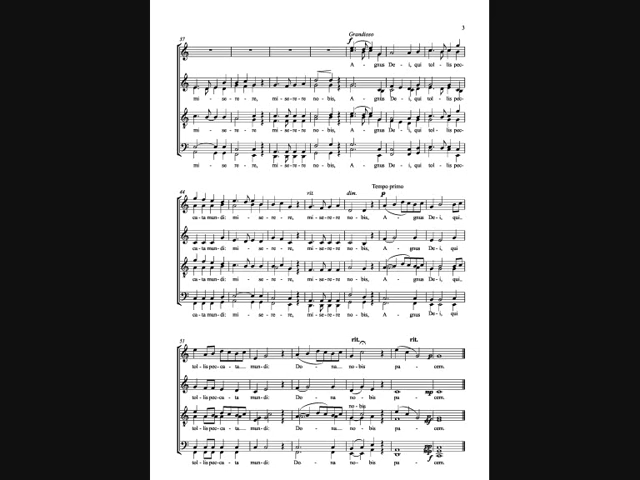 3
37
Grandioso
f
A - gnus De - i, qui tol - lis pec-
mi - se - re - re, mi - se - re - re no - bis, A - gnus De - i, qui tol - lis pec-
mi - se - re - re, mi - se - re - re no - bis, A - gnus De - i, qui tol - lis pec-
mi - se - re - re, mi - se - re - re no - bis, A - gnus De - i, qui tol - lis pec-
44
rit.
dim.
Tempo primo
p
ca - ta mun - di: mi - se - re - re, mi - se - re - re no - bis, A - gnus De - i, qui
ca - ta mun - di: mi - se - re - re, mi - se - re - re no - bis, A - gnus De - i, qui
ca - ta mun - di: mi - se - re - re, mi - se - re - re no - bis, A - gnus De - i, qui
ca - ta mun - di: mi - se - re - re, mi - se - re - re no - bis, A - gnus De - i, qui
53
rit.
rit.
tol - lis pec - ca - ta mun - di: Do - na no - bis pa - cem.
p
tol - lis pec - ca - ta mun - di: Do - na no - bis pa - cem.
mp
no - bis
tol - lis pec - ca - ta mun - di: Do - na no - bis pa - cem.
mf
tol - lis pec - ca - ta mun - di: Do - na no - bis pa - cem.
f